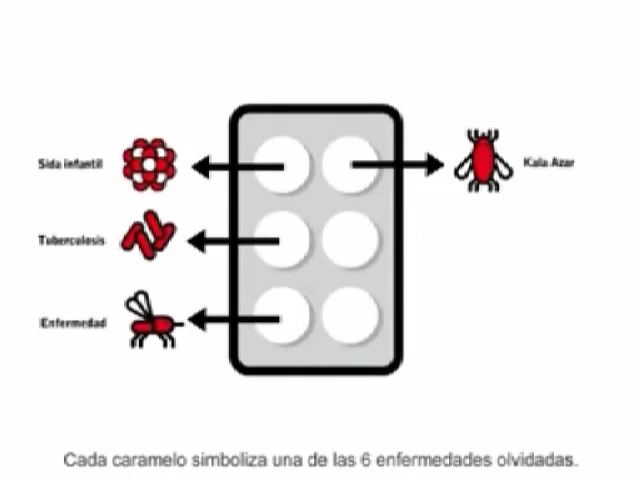 Sida infantil
Kala Azar
Tuberculosis
Enfermedad
Cada caramelo simboliza una de las 6 enfermedades olvidadas.